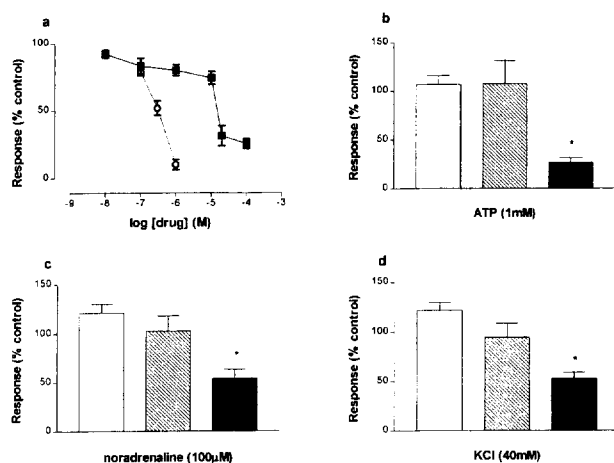 a
Response (% control)
100
50
0
-9 -8 -7 -6 -5 -4 -3
log [drug] (M)
b
Response (% control)
150
100
50
0
*
ATP (1mM)
c
Response (% control)
150
100
50
0
*
noradrenaline (100µM)
d
Response (% control)
150
100
50
0
*
KCl (40mM)